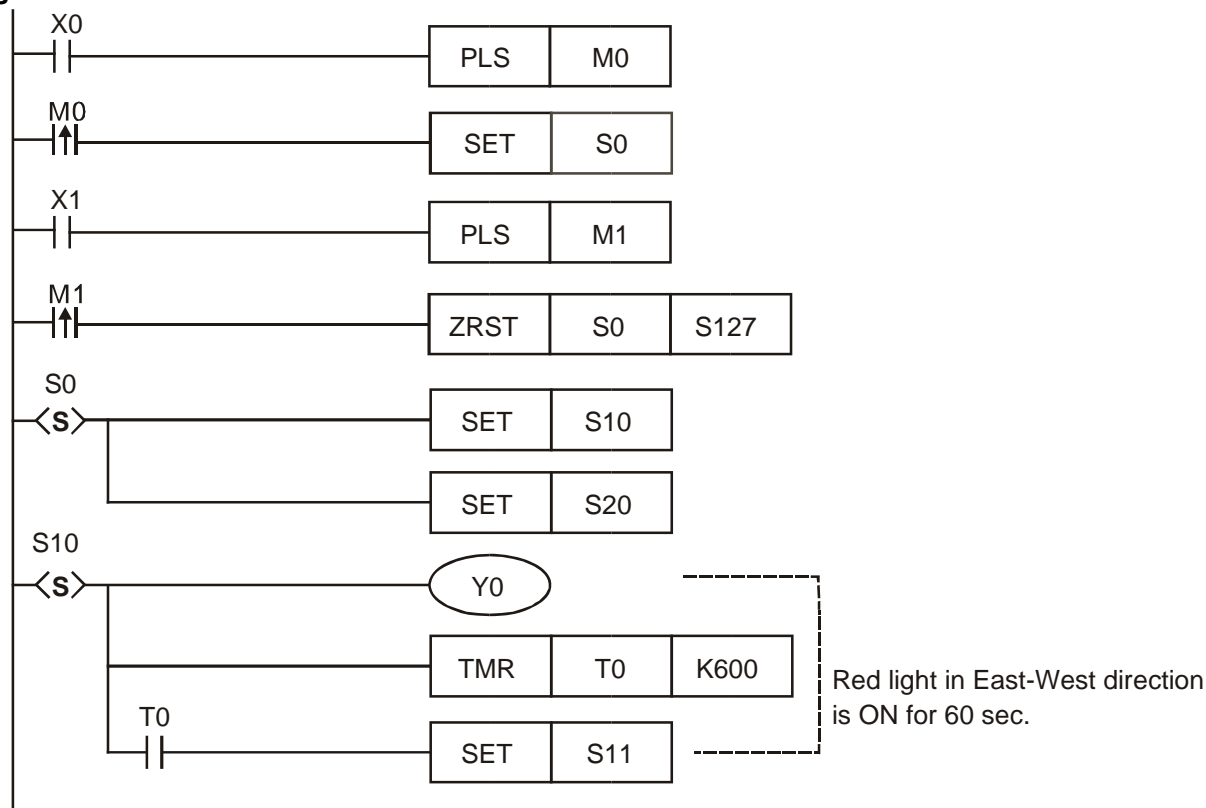 X0
PLS M0
M0
SET S0
X1
PLS M1
M1
ZRST S0 S127
S0
S SET S10
SET S20
S10
S Y0
TMR T0 K600
Red light in East-West direction
is ON for 60 sec.
T0
SET S11